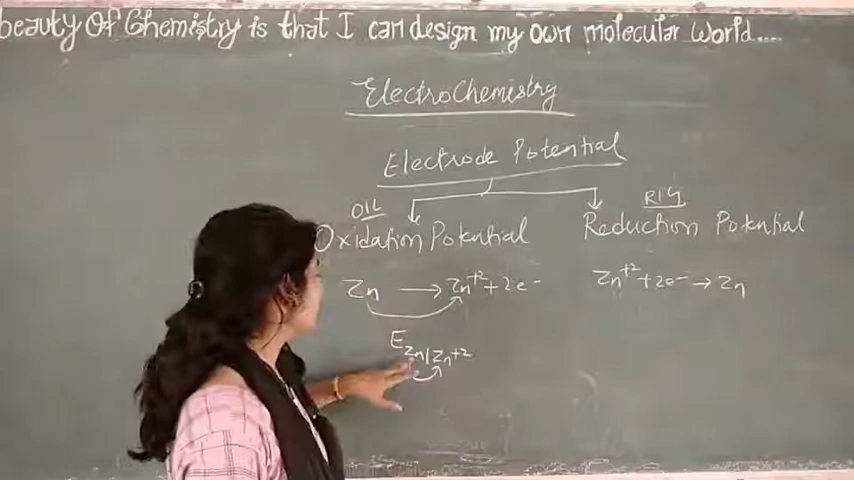 beauty Of Chemistry is that I can design my own molecular world....
ElectroChemistry
Electrode Potential
OIL
RIG
Oxidation Potential
Reduction Potential
Zn → Zn⁺² + 2e⁻
Zn⁺² + 2e⁻ → Zn
E Zn|Zn⁺²